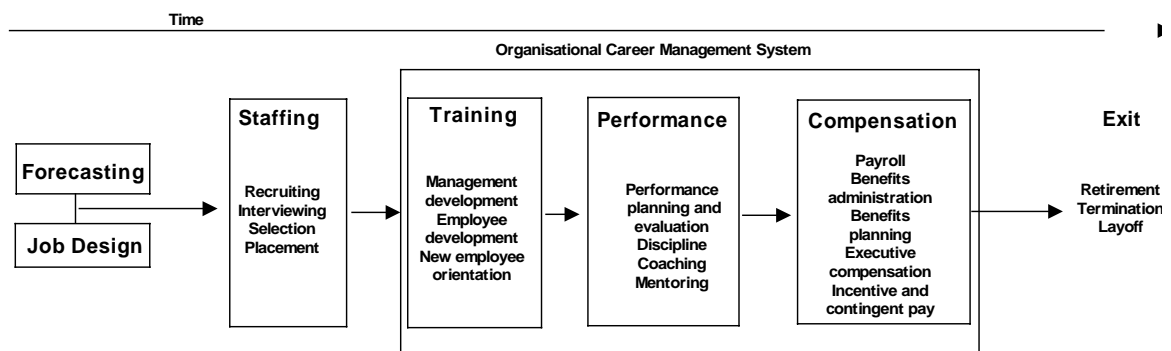 Time
Organisational Career Management System
Forecasting
Job Design
Staffing
Recruiting
Interviewing
Selection
Placement
Training
Management
development
Employee
development
New employee
orientation
Performance
Performance
planning and
evaluation
Discipline
Coaching
Mentoring
Compensation
Payroll
Benefits
administration
Benefits
planning
Executive
compensation
Incentive and
contingent pay
Exit
Retirement
Termination
Layoff